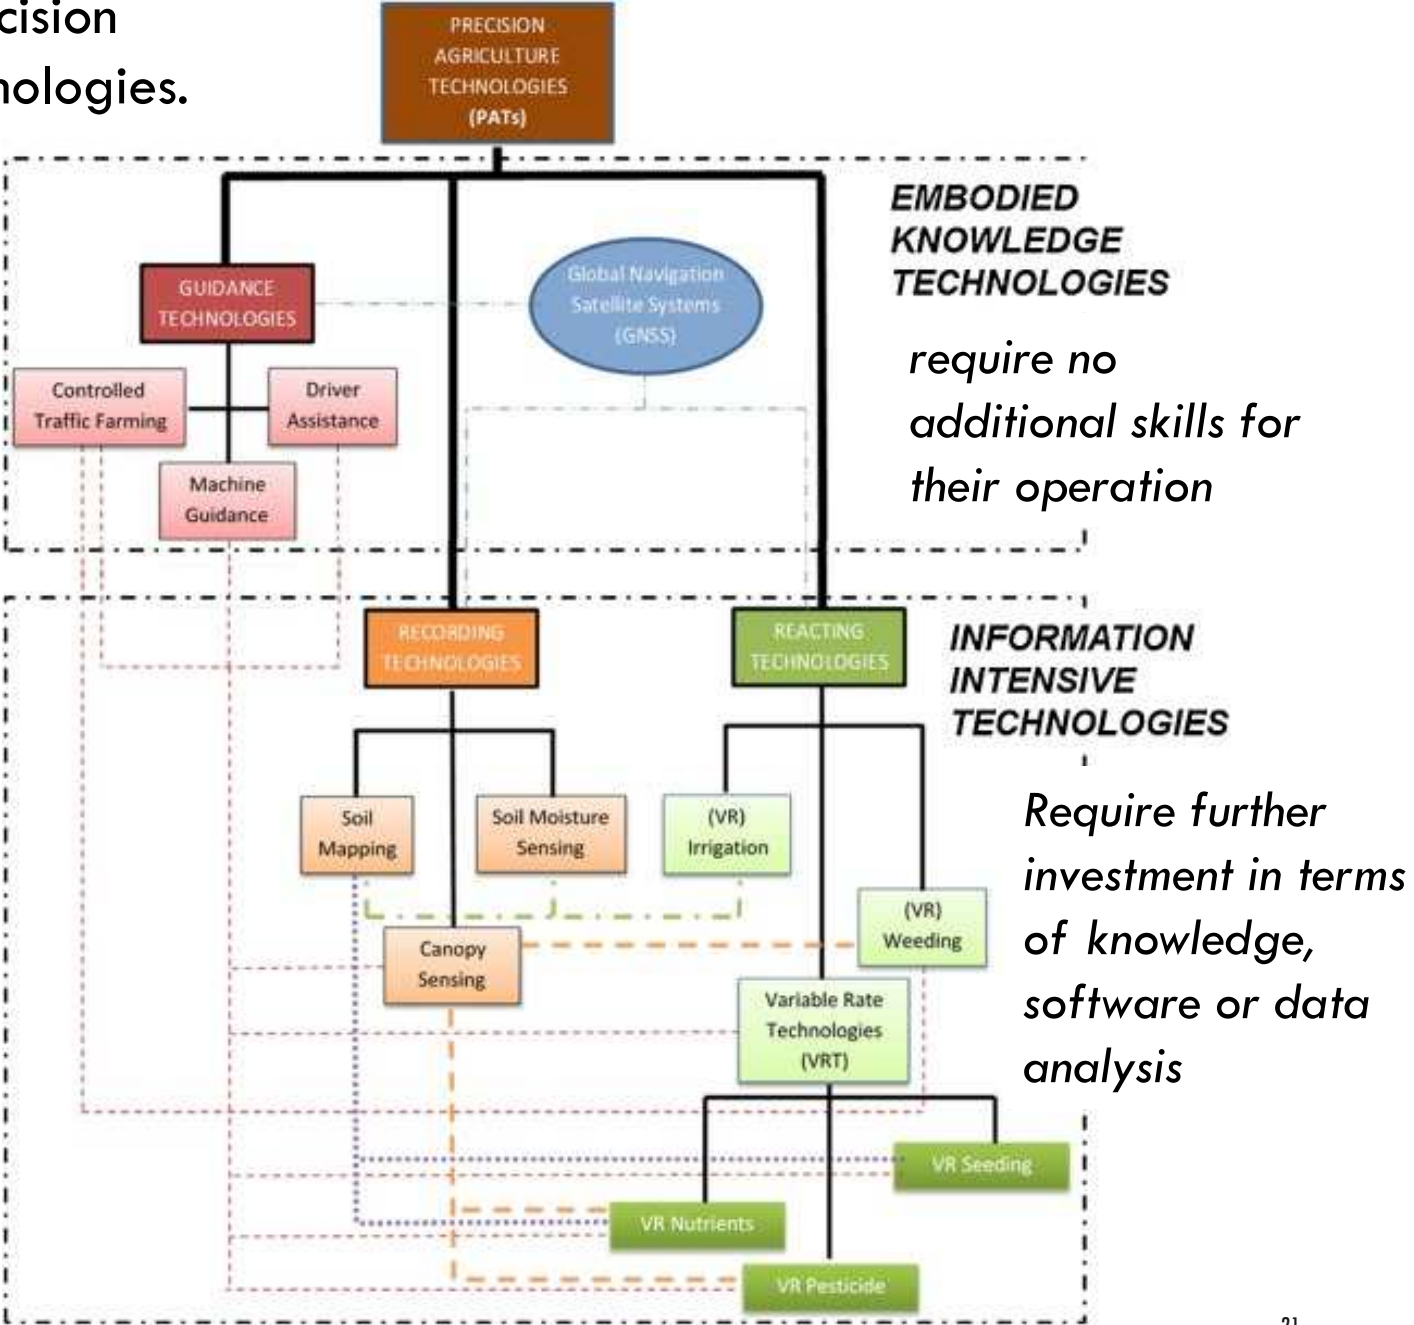 cision
nologies.
PRECISION
AGRICULTURE
TECHNOLOGIES
(PATs)
EMBODIED
KNOWLEDGE
TECHNOLOGIES
require no
additional skills for
their operation
Global Navigation
Satellite Systems
(GNSS)
GUIDANCE
TECHNOLOGIES
Controlled
Traffic Farming
Driver
Assistance
Machine
Guidance
RECORDING
TECHNOLOGIES
REACTING
TECHNOLOGIES
INFORMATION
INTENSIVE
TECHNOLOGIES
Require further
investment in terms
of knowledge,
software or data
analysis
Soil
Mapping
Soil Moisture
Sensing
(VR)
Irrigation
(VR)
Weeding
Canopy
Sensing
Variable Rate
Technologies
(VRT)
VR Seeding
VR Nutrients
VR Pesticide